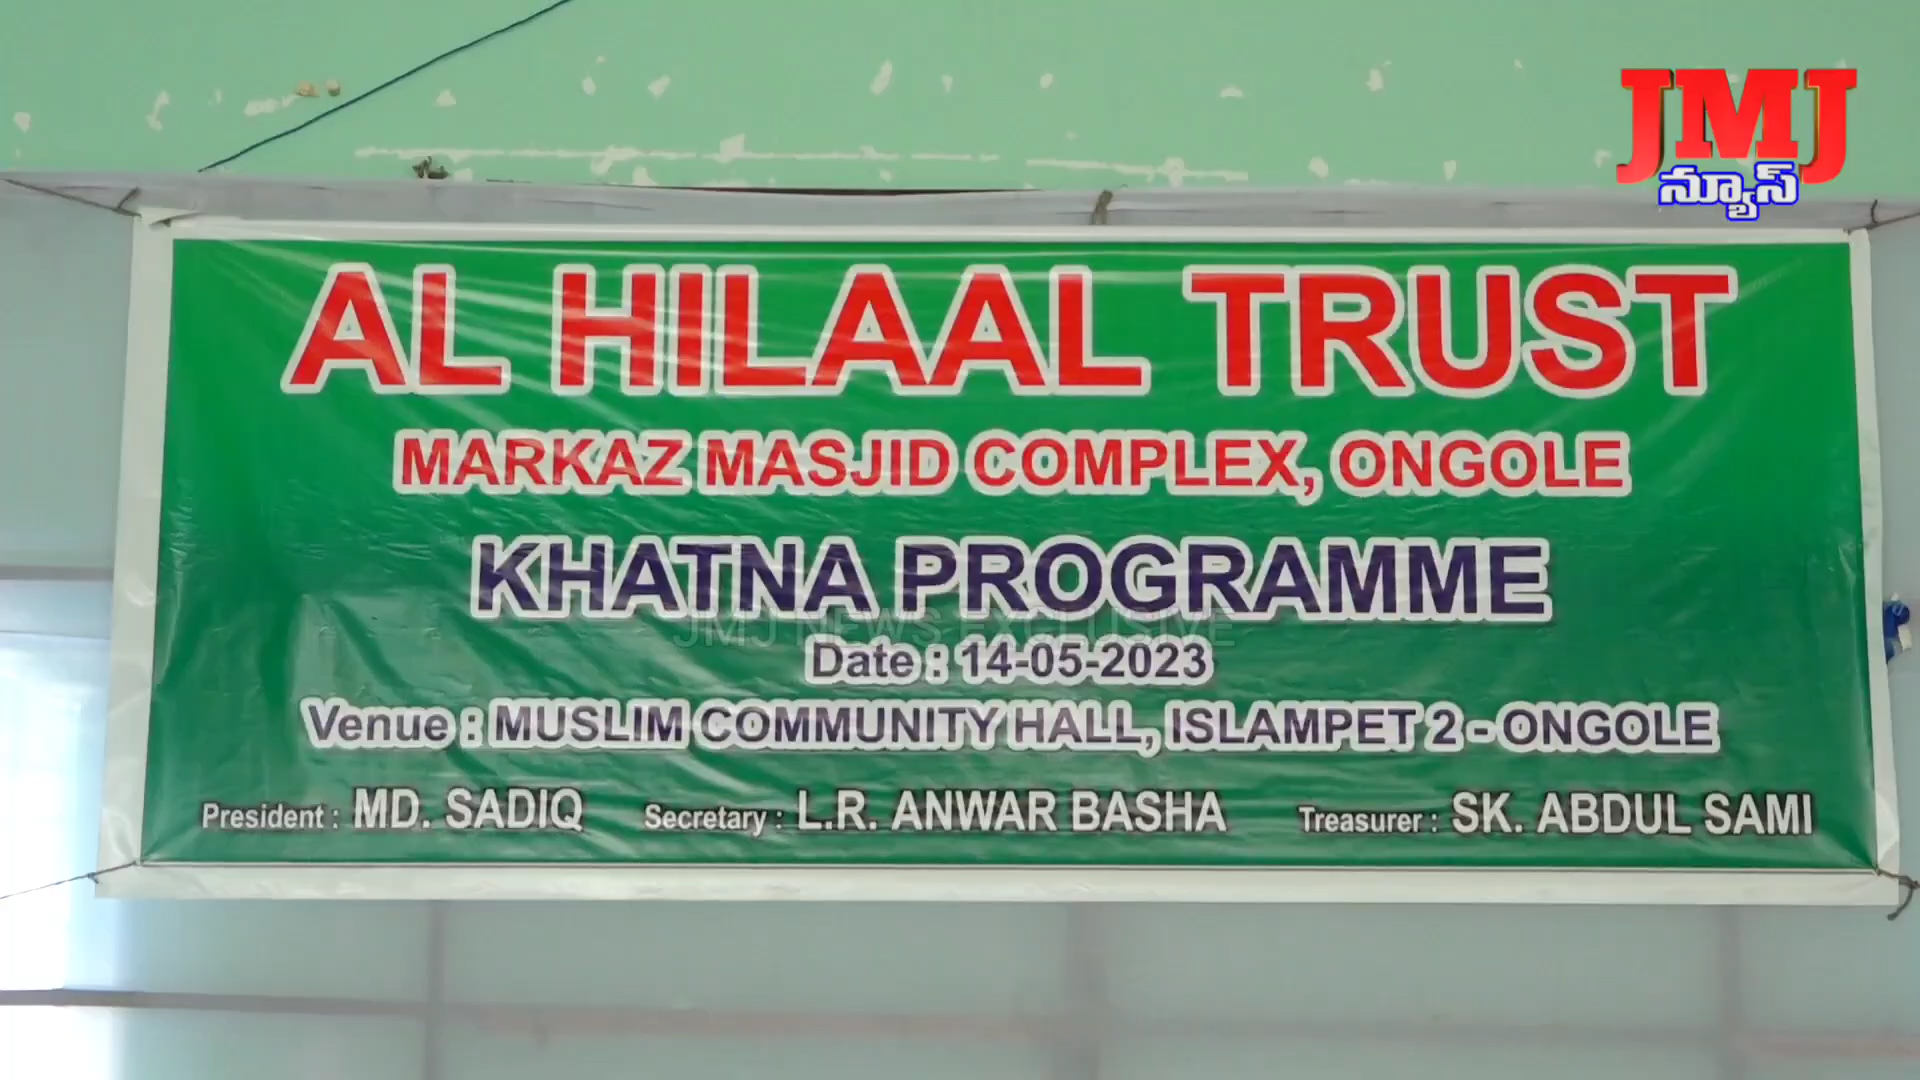 JMJ
న్యూస్
AL HILAAL TRUST
MARKAZ MASJID COMPLEX, ONGOLE
KHATNA PROGRAMME
JMJ NEWS EXCLUSIVE
Date : 14-05-2023
Venue : MUSLIM COMMUNITY HALL, ISLAMPET 2 - ONGOLE
President : MD. SADIQ Secretary : L.R. ANWAR BASHA Treasurer : SK. ABDUL SAMI